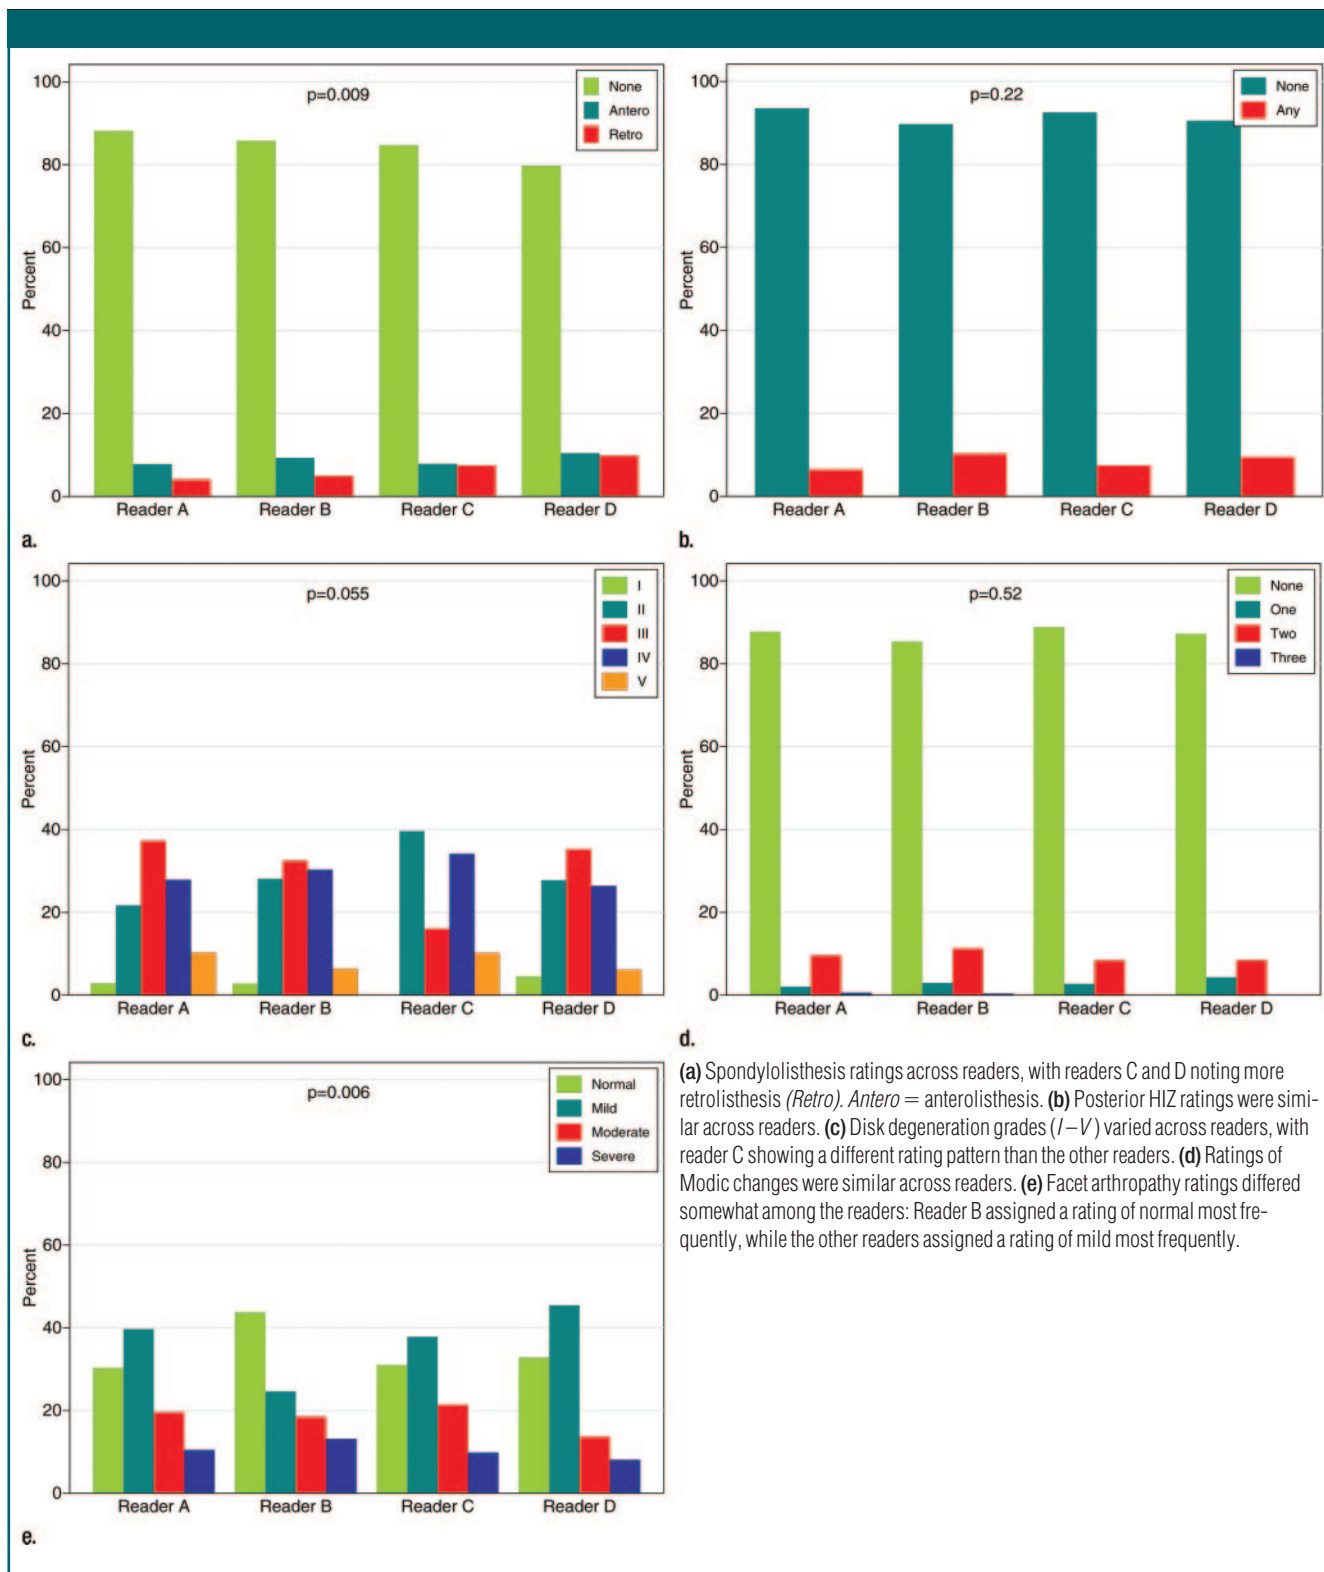 100
80
60
40
20
0
Percent
p=0.009
None
Antero
Retro
Reader A
Reader B
Reader C
Reader D
a.
100
80
60
40
20
0
Percent
p=0.22
None
Any
Reader A
Reader B
Reader C
Reader D
b.
100
80
60
40
20
0
Percent
p=0.055
I
II
III
IV
V
Reader A
Reader B
Reader C
Reader D
c.
100
80
60
40
20
0
Percent
p=0.52
None
One
Two
Three
Reader A
Reader B
Reader C
Reader D
d.
100
80
60
40
20
0
Percent
p=0.006
Normal
Mild
Moderate
Severe
Reader A
Reader B
Reader C
Reader D
e.
(a) Spondylolisthesis ratings across readers, with readers C and D noting more
retrolisthesis (Retro). Antero = anterolisthesis. (b) Posterior HIZ ratings were simi-
lar across readers. (c) Disk degeneration grades (I–V) varied across readers, with
reader C showing a different rating pattern than the other readers. (d) Ratings of
Modic changes were similar across readers. (e) Facet arthropathy ratings differed
somewhat among the readers: Reader B assigned a rating of normal most fre-
quently, while the other readers assigned a rating of mild most frequently.